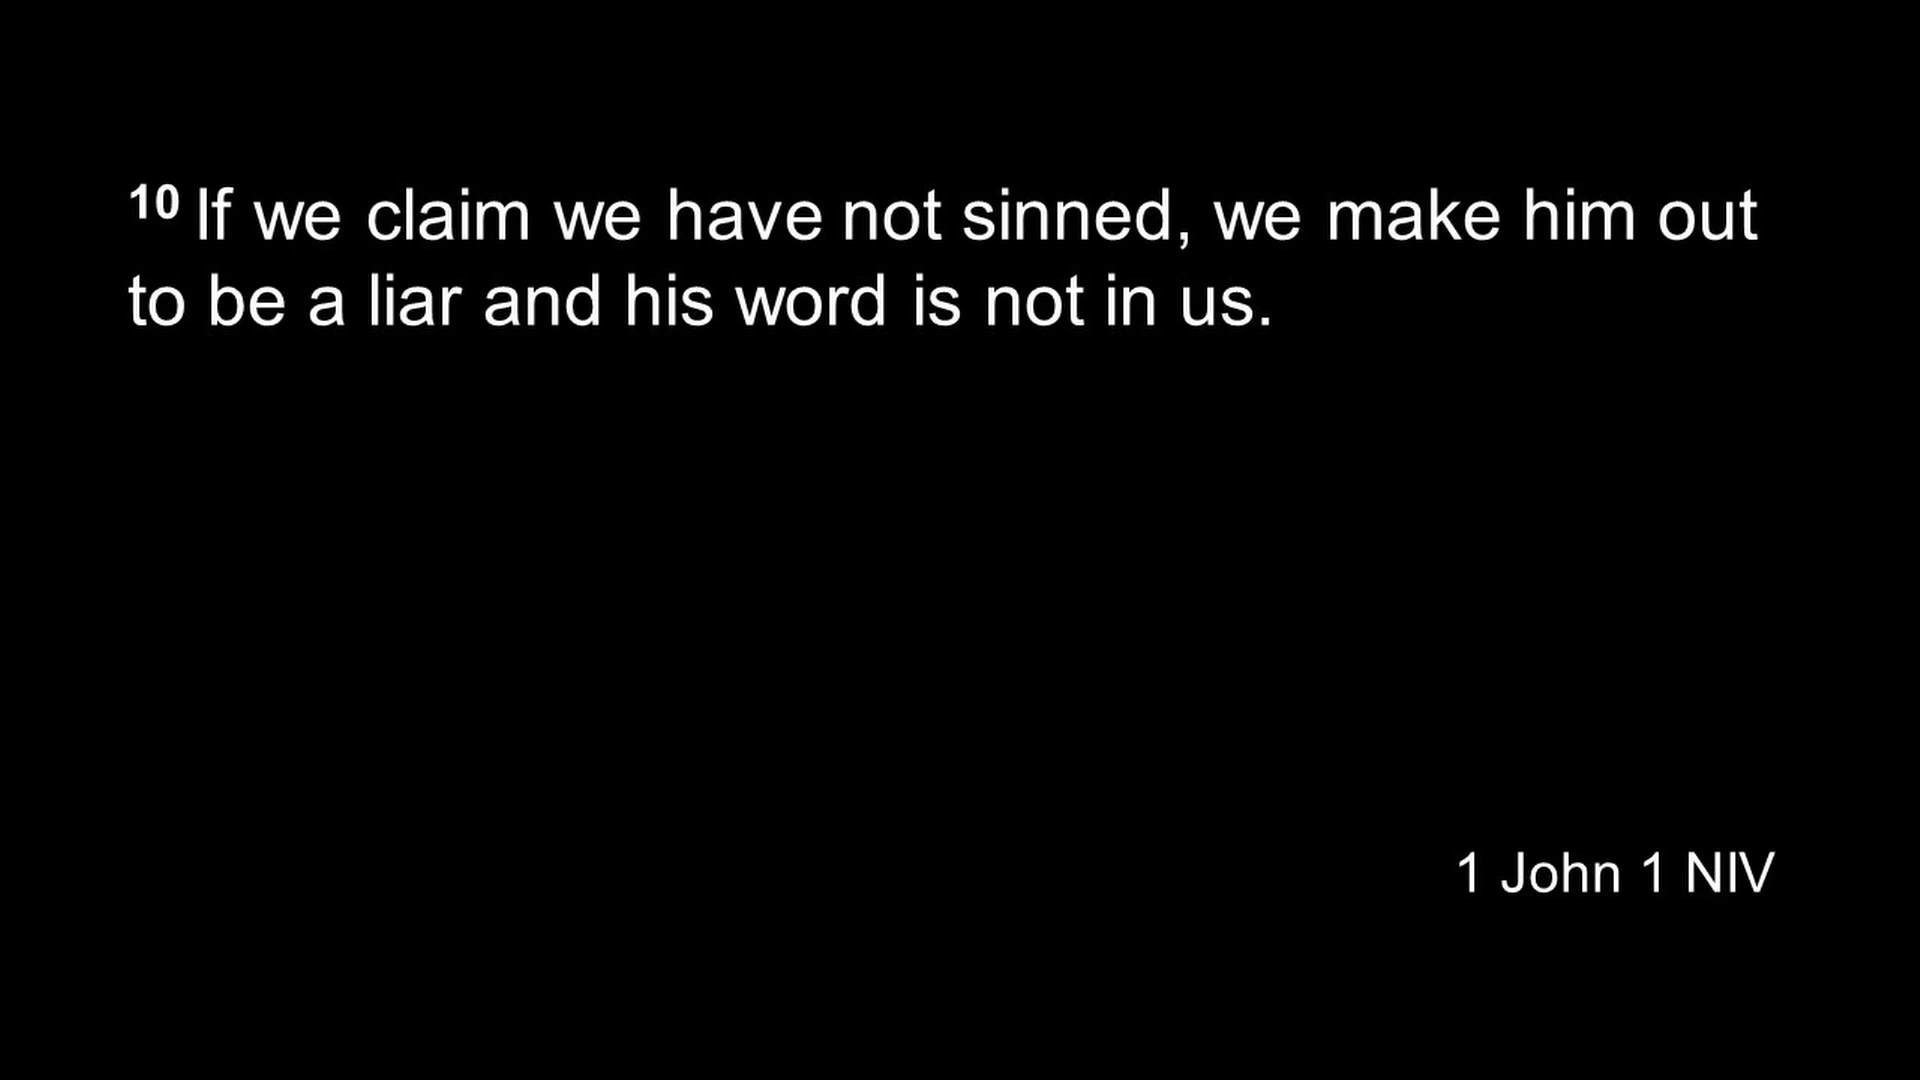 10 If we claim we have not sinned, we make him out
to be a liar and his word is not in us.
1 John 1 NIV